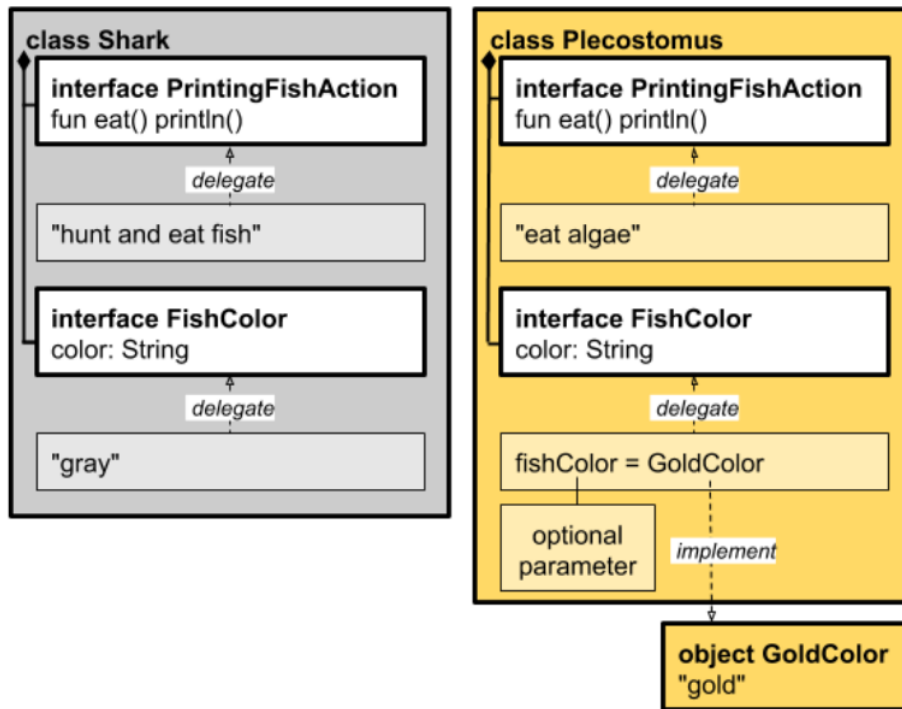 class Shark
interface PrintingFishAction
fun eat() println()
delegate
"hunt and eat fish"
interface FishColor
color: String
delegate
"gray"
class Plecostomus
interface PrintingFishAction
fun eat() println()
delegate
"eat algae"
interface FishColor
color: String
delegate
fishColor = GoldColor
optional
parameter
implement
object GoldColor
"gold"